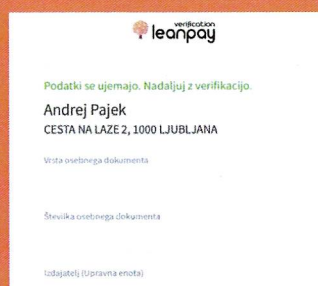 verification
leanpay
Podatki se ujemajo. Nadaljuj z verifikacijo.
Andrej Pajek
CESTA NA LAZE 2, 1000 LJUBLJANA
Vrsta osebnega dokumenta
Številka osebnega dokumenta
Izdajatelj (Upravna enota)